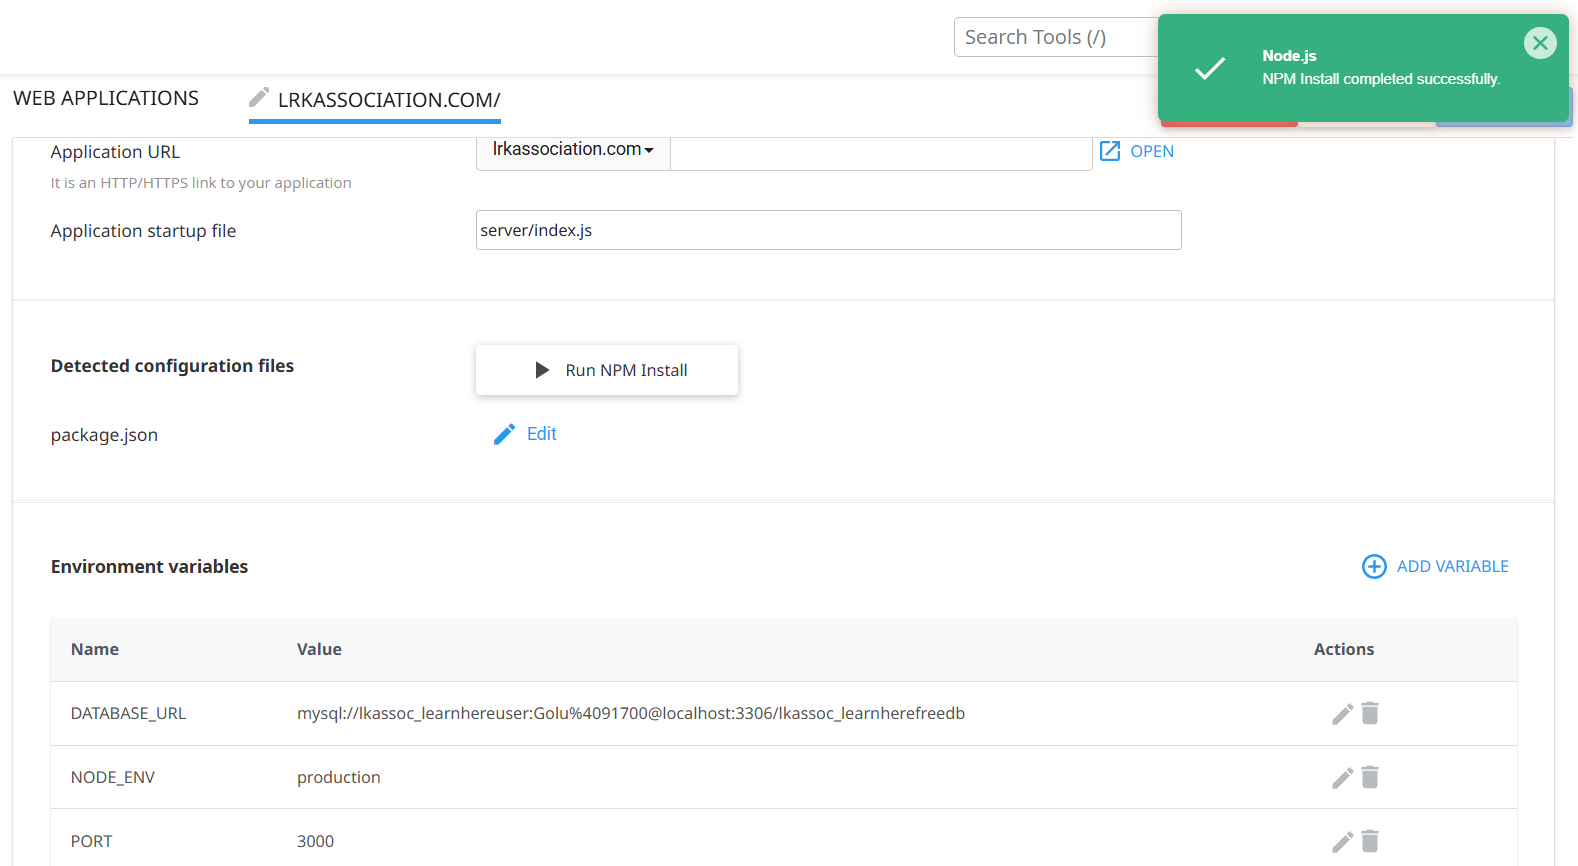 Search Tools (/)
Node.js
NPM Install completed successfully.
WEB APPLICATIONS
LRKASSOCIATION.COM/
Application URL
lrkassociation.com
OPEN
It is an HTTP/HTTPS link to your application
Application startup file
server/index.js
Detected configuration files
Run NPM Install
package.json
Edit
Environment variables
ADD VARIABLE
Name Value Actions
DATABASE_URL mysql://lkassoc_learnhereuser:Golu%4091700@localhost:3306/lkassoc_learnherefreedb
NODE_ENV production
PORT 3000